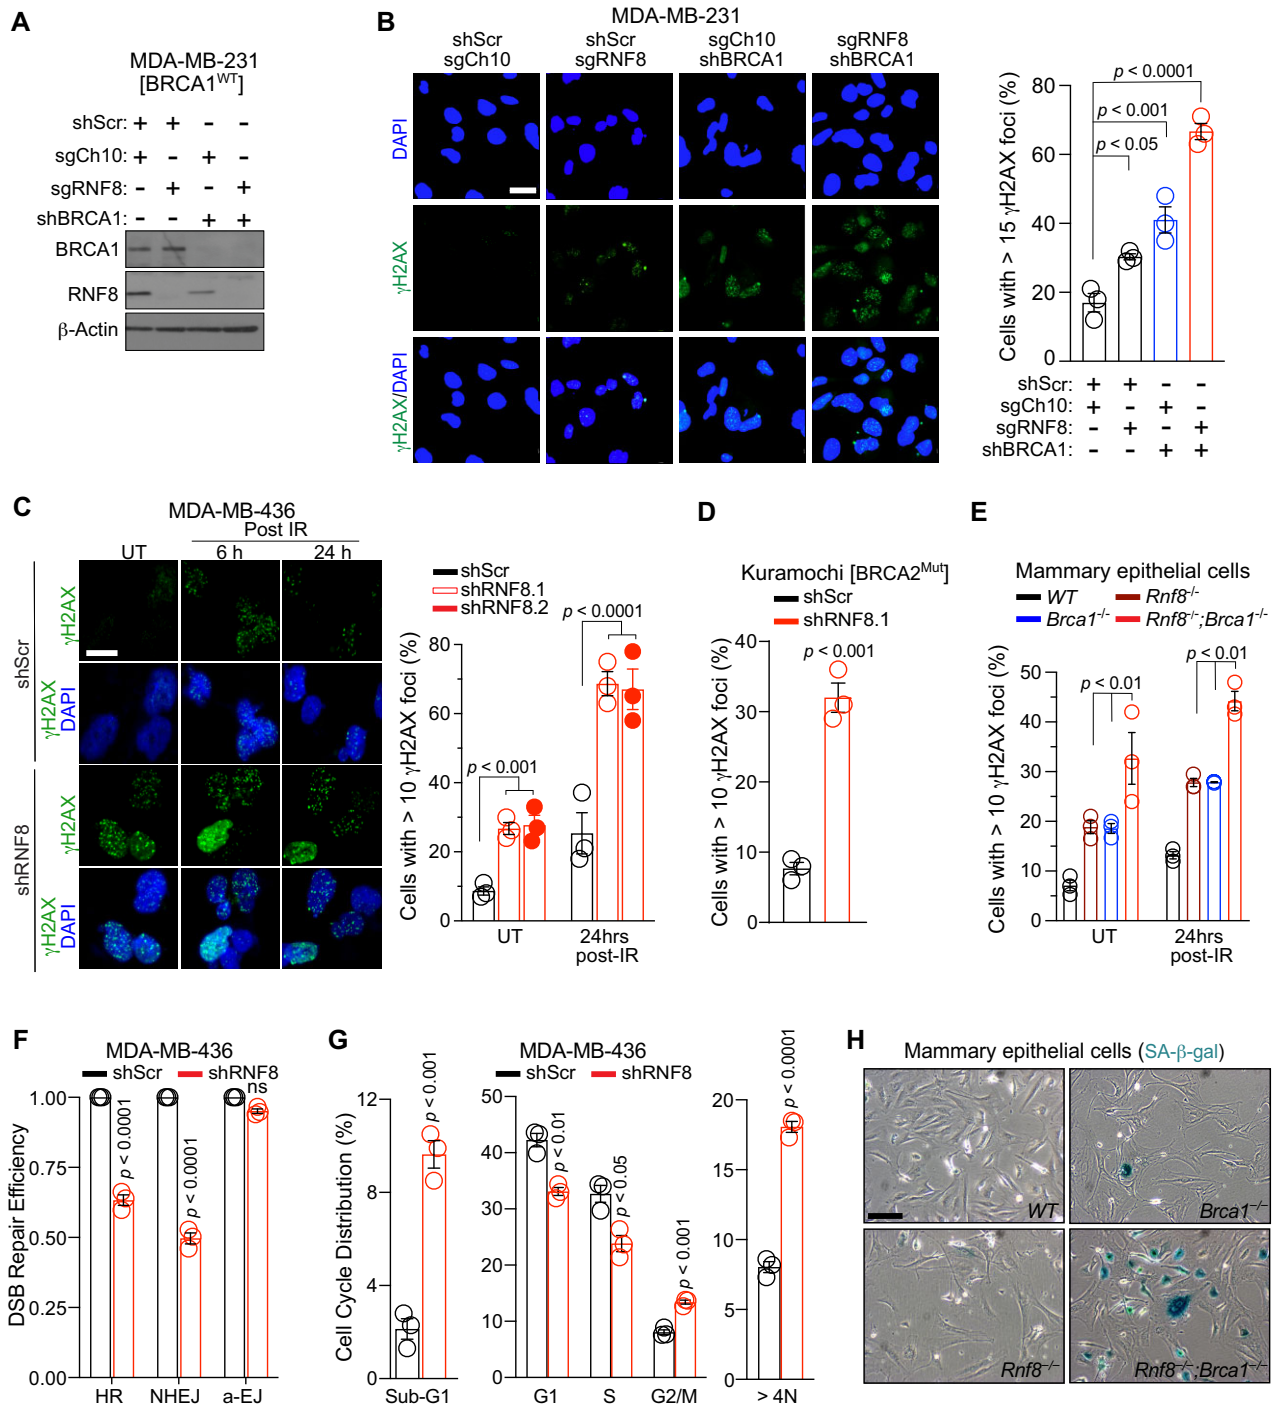 A
MDA-MB-231
[BRCA1^WT]
shScr: + + - -
sgCh10: + - + -
sgRNF8: - + - +
shBRCA1: - - + +
BRCA1
RNF8
β-Actin
B
MDA-MB-231
shScr shScr sgCh10 sgRNF8
sgCh10 sgRNF8 shBRCA1 shBRCA1
DAPI
γH2AX
γH2AX/DAPI
Cells with > 15 γH2AX foci (%)
80
60
40
20
0
p < 0.0001
p < 0.001
p < 0.05
shScr: + + - -
sgCh10: + - + -
sgRNF8: - + - +
shBRCA1: - - + +
C
MDA-MB-436
Post IR
UT 6 h 24 h
shScr
γH2AX
γH2AX
DAPI
shRNF8
γH2AX
γH2AX
DAPI
shScr
shRNF8.1
shRNF8.2
Cells with > 10 γH2AX foci (%)
80
60
40
20
0
p < 0.0001
p < 0.001
UT 24hrs
post-IR
D
Kuramochi [BRCA2^Mut]
shScr
shRNF8.1
Cells with > 10 γH2AX foci (%)
40
30
20
10
0
p < 0.001
E
Mammary epithelial cells
WT Rnf8^-/-
Brca1^-/- Rnf8^-/-;Brca1^-/-
Cells with > 10 γH2AX foci (%)
50
40
30
20
10
0
p < 0.01
p < 0.01
UT 24hrs
post-IR
F
MDA-MB-436
shScr shRNF8
DSB Repair Efficiency
1.00
0.75
0.50
0.25
0.00
p < 0.0001
p < 0.0001
ns
HR NHEJ a-EJ
G
MDA-MB-436
shScr shRNF8
Cell Cycle Distribution (%)
12
8
4
0
p < 0.001
Sub-G1
50
40
30
20
10
0
p < 0.01
p < 0.05
p < 0.001
G1 S G2/M
20
15
10
5
0
p < 0.0001
> 4N
H
Mammary epithelial cells (SA-β-gal)
WT
Brca1^-/-
Rnf8^-/-
Rnf8^-/-;Brca1^-/-